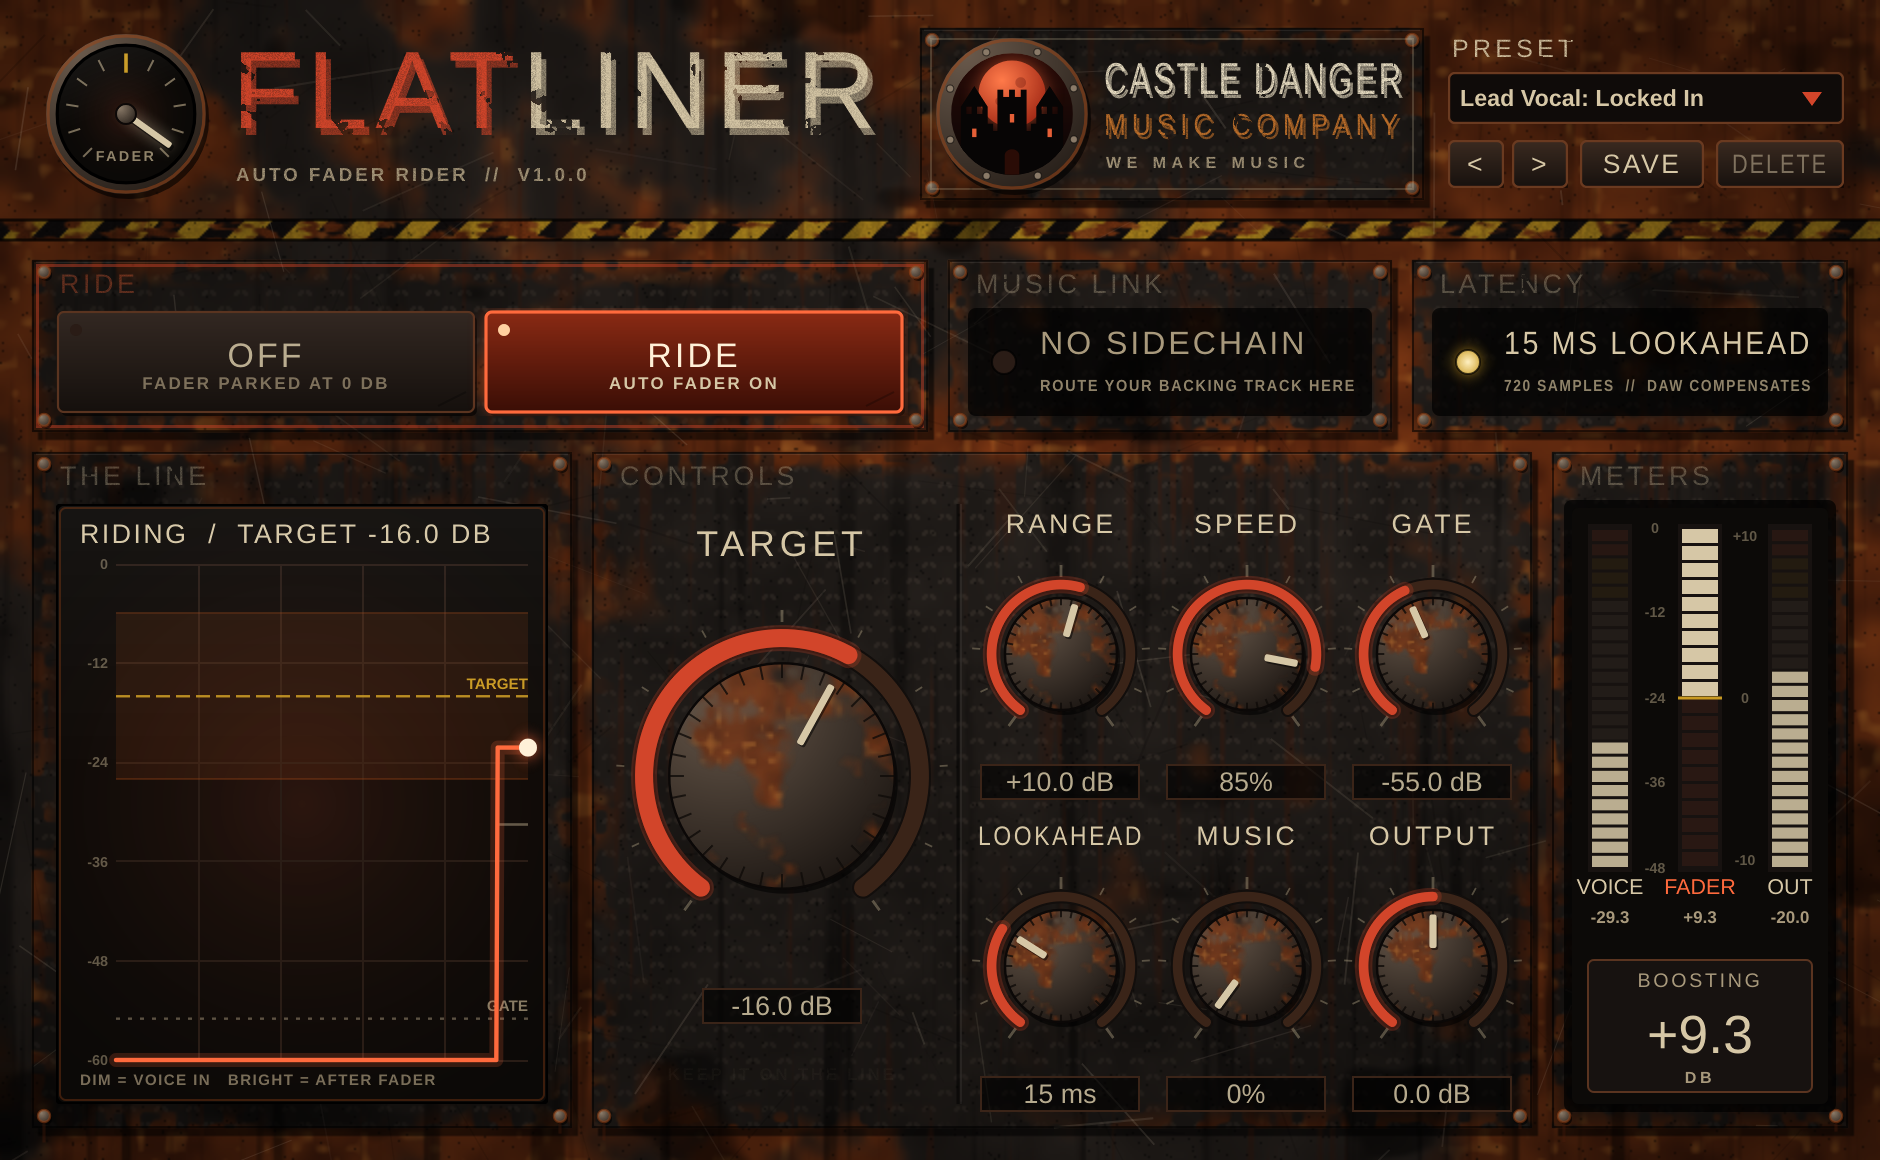 FLATLINER
AUTO FADER RIDER // V1.0.0
FADER
CASTLE DANGER
MUSIC COMPANY
WE MAKE MUSIC
PRESET
Lead Vocal: Locked In
< > SAVE DELETE
RIDE
OFF
FADER PARKED AT 0 DB
RIDE
AUTO FADER ON
MUSIC LINK
NO SIDECHAIN
ROUTE YOUR BACKING TRACK HERE
LATENCY
15 MS LOOKAHEAD
720 SAMPLES // DAW COMPENSATES
THE LINE
RIDING / TARGET -16.0 DB
0
-12
TARGET
-24
-36
-48
GATE
-60
DIM = VOICE IN BRIGHT = AFTER FADER
CONTROLS
TARGET
-16.0 dB
KEEP IT ON THE LINE
RANGE SPEED GATE
+10.0 dB 85% -55.0 dB
LOOKAHEAD MUSIC OUTPUT
15 ms 0% 0.0 dB
METERS
0 +10
-12
-24 0
-36
-48 -10
VOICE FADER OUT
-29.3 +9.3 -20.0
BOOSTING
+9.3
DB